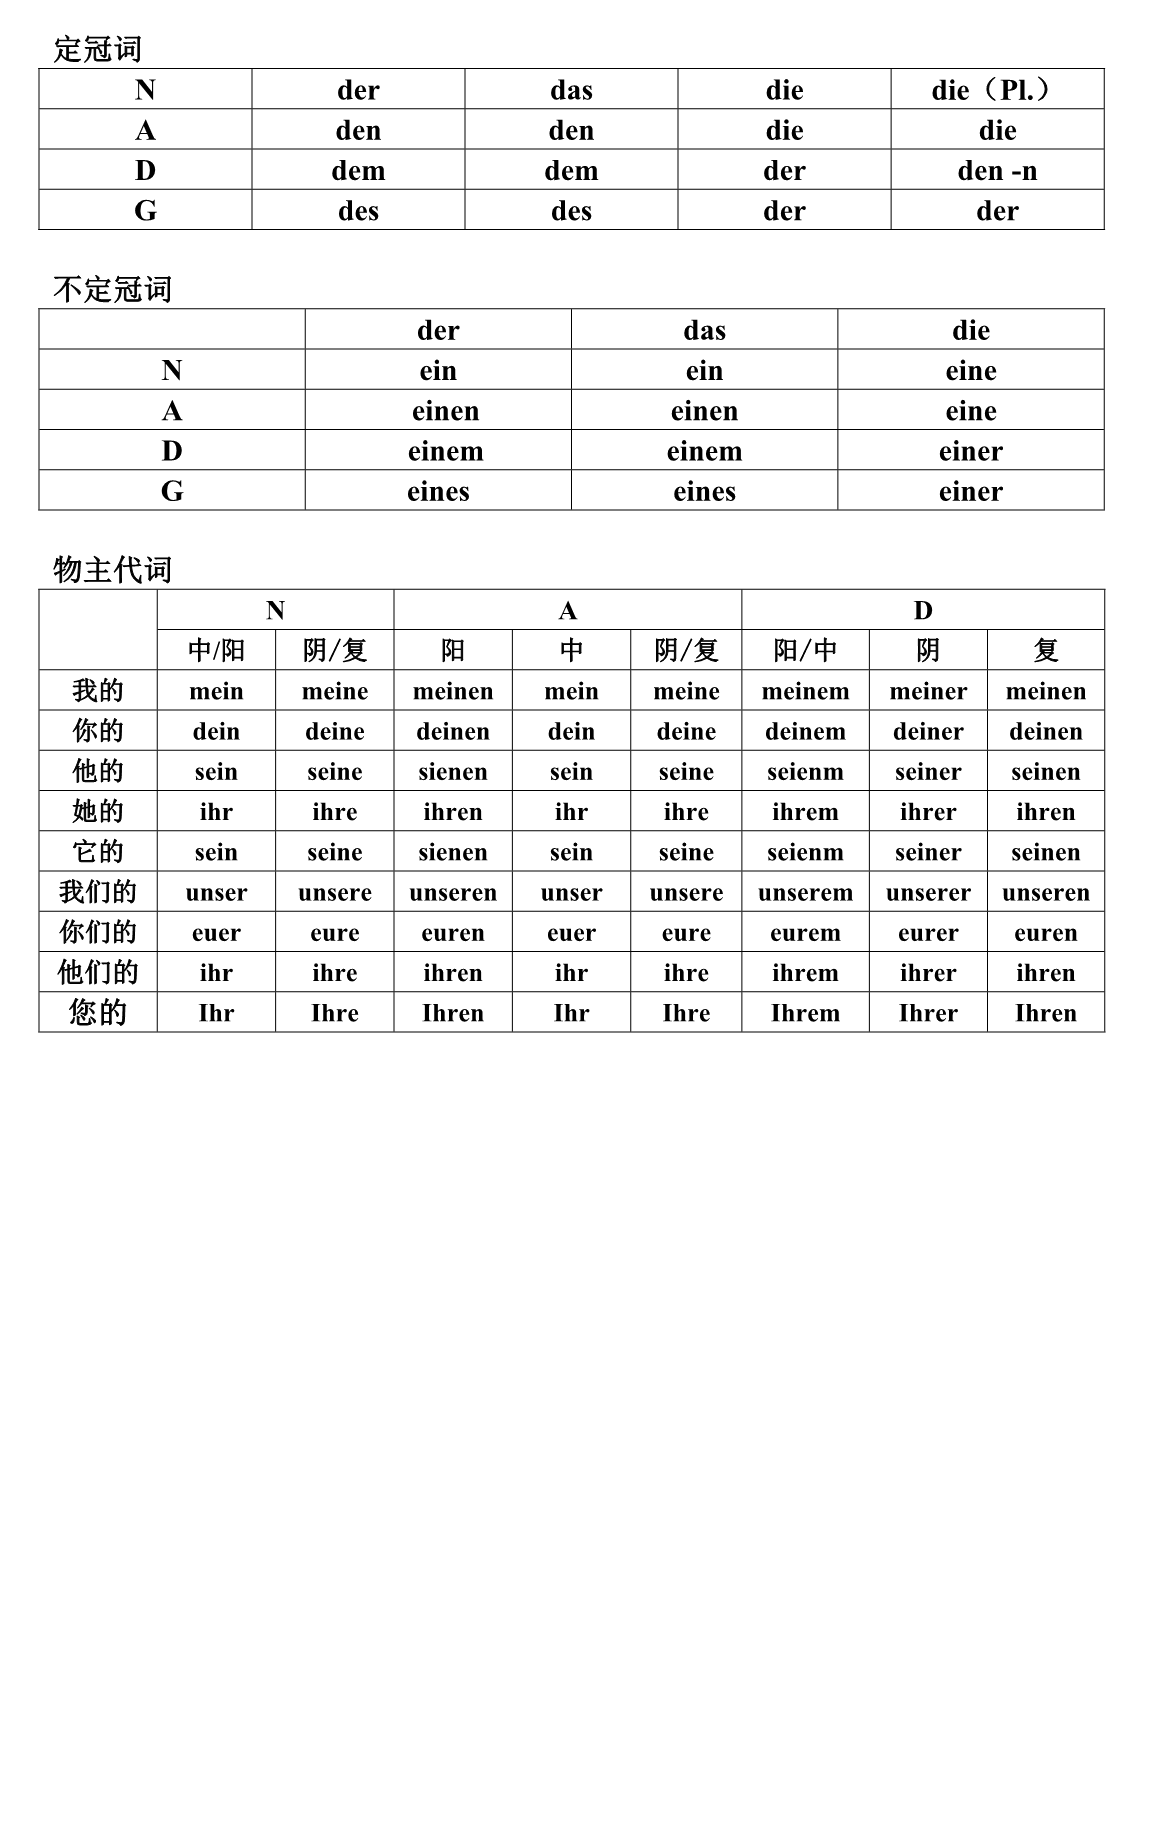 定冠词
N der das die die（Pl.）
A den den die die
D dem dem der den -n
G des des der der
不定冠词
der das die
N ein ein eine
A einen einen eine
D einem einem einer
G eines eines einer
物主代词
N A D
中/阳 阴/复 阳 中 阴/复 阳/中 阴 复
我的 mein meine meinen mein meine meinem meiner meinen
你的 dein deine deinen dein deine deinem deiner deinen
他的 sein seine sienen sein seine seienm seiner seinen
她的 ihr ihre ihren ihr ihre ihrem ihrer ihren
它的 sein seine sienen sein seine seienm seiner seinen
我们的 unser unsere unseren unser unsere unserem unserer unseren
你们的 euer eure euren euer eure eurem eurer euren
他们的 ihr ihre ihren ihr ihre ihrem ihrer ihren
您的 Ihr Ihre Ihren Ihr Ihre Ihrem Ihrer Ihren